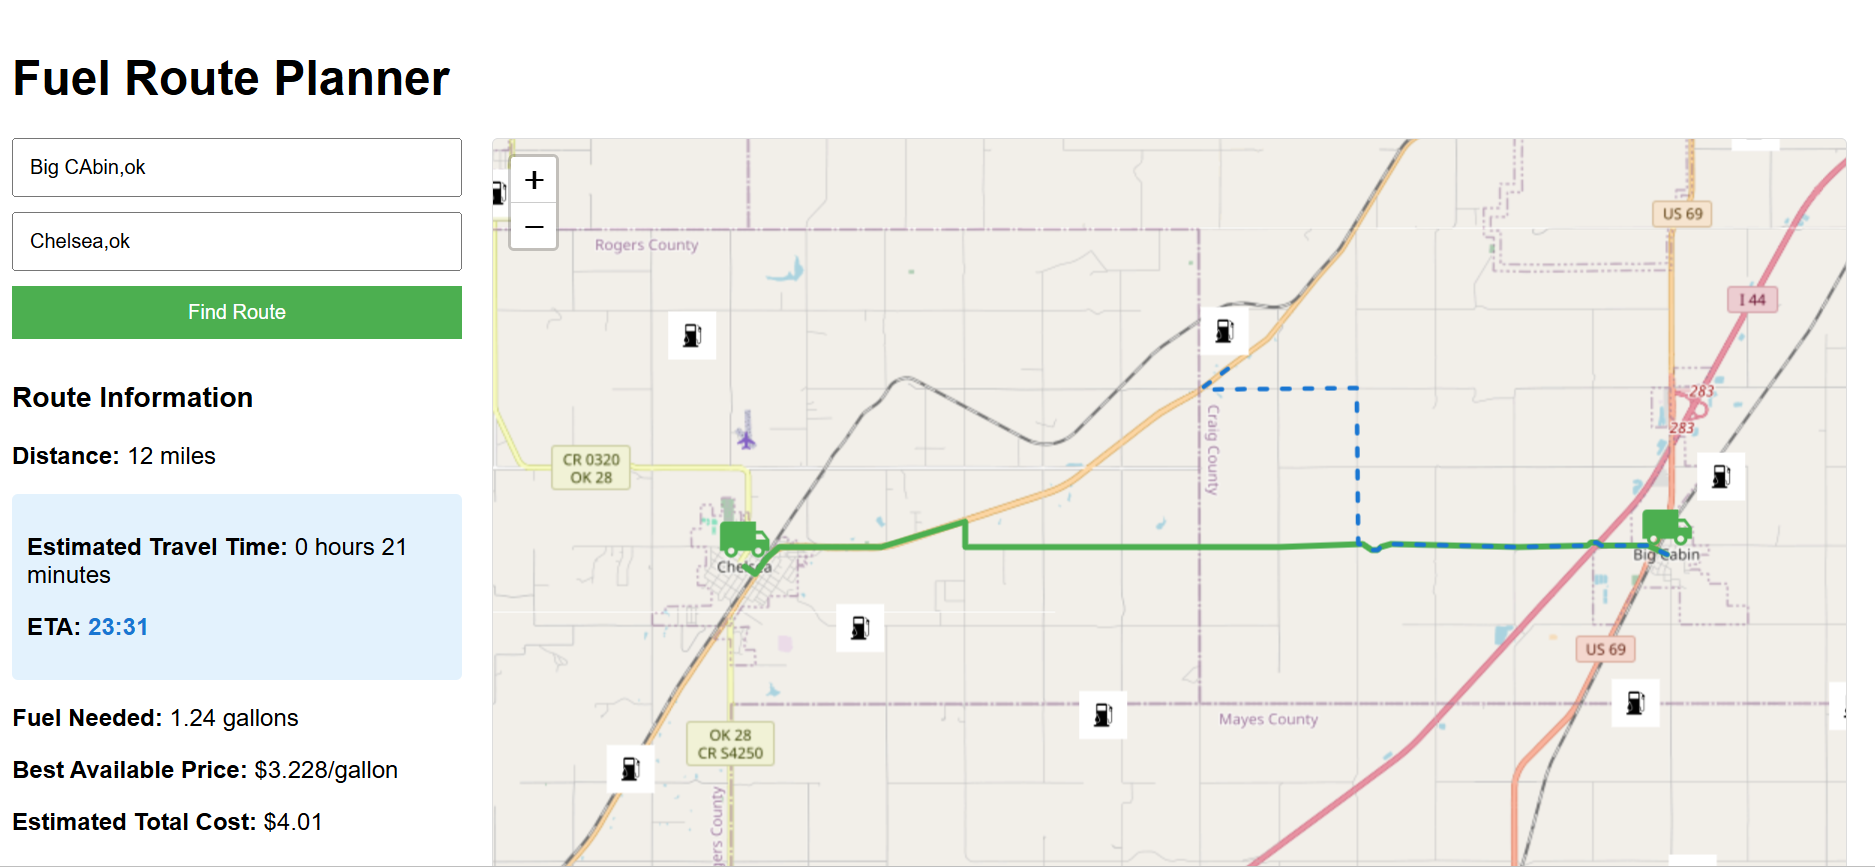 Fuel Route Planner
Big CAbin,ok
Chelsea,ok
Find Route
Route Information
Distance: 12 miles
Estimated Travel Time: 0 hours 21
minutes
ETA: 23:31
Fuel Needed: 1.24 gallons
Best Available Price: $3.228/gallon
Estimated Total Cost: $4.01
+
−
Rogers County
US 69
I 44
283
283
CR 0320
OK 28
Craig County
Chelsea
Big Cabin
US 69
Mayes County
OK 28
CR S4250
gers County